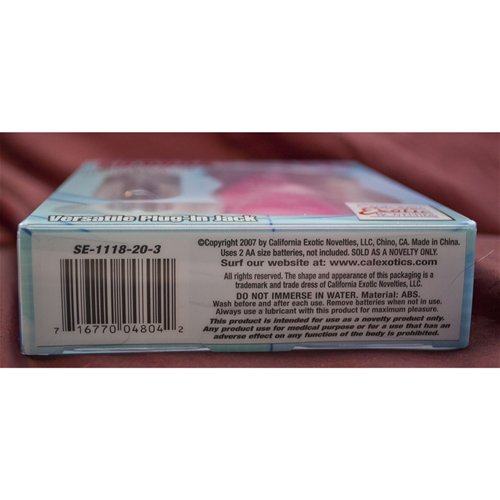 Versatile Plug-In Jack
Exotic
SE-1118-20-3
7 16770 04804 2
©Copyright 2007 by California Exotic Novelties, LLC, Chino, CA. Made in China.
Uses 2 AA size batteries, not included. SOLD AS A NOVELTY ONLY.
Surf our website at: www.calexotics.com
All rights reserved. The shape and appearance of this packaging is a
trademark and trade dress of California Exotic Novelties, LLC.
DO NOT IMMERSE IN WATER. Material: ABS.
Wash before and after each use. Remove batteries when not in use.
Always use a lubricant with this product for maximum pleasure.
This product is intended for use as a novelty product only.
Any product use for medical purpose or for a use that has an
adverse effect on any function of the body is prohibited.